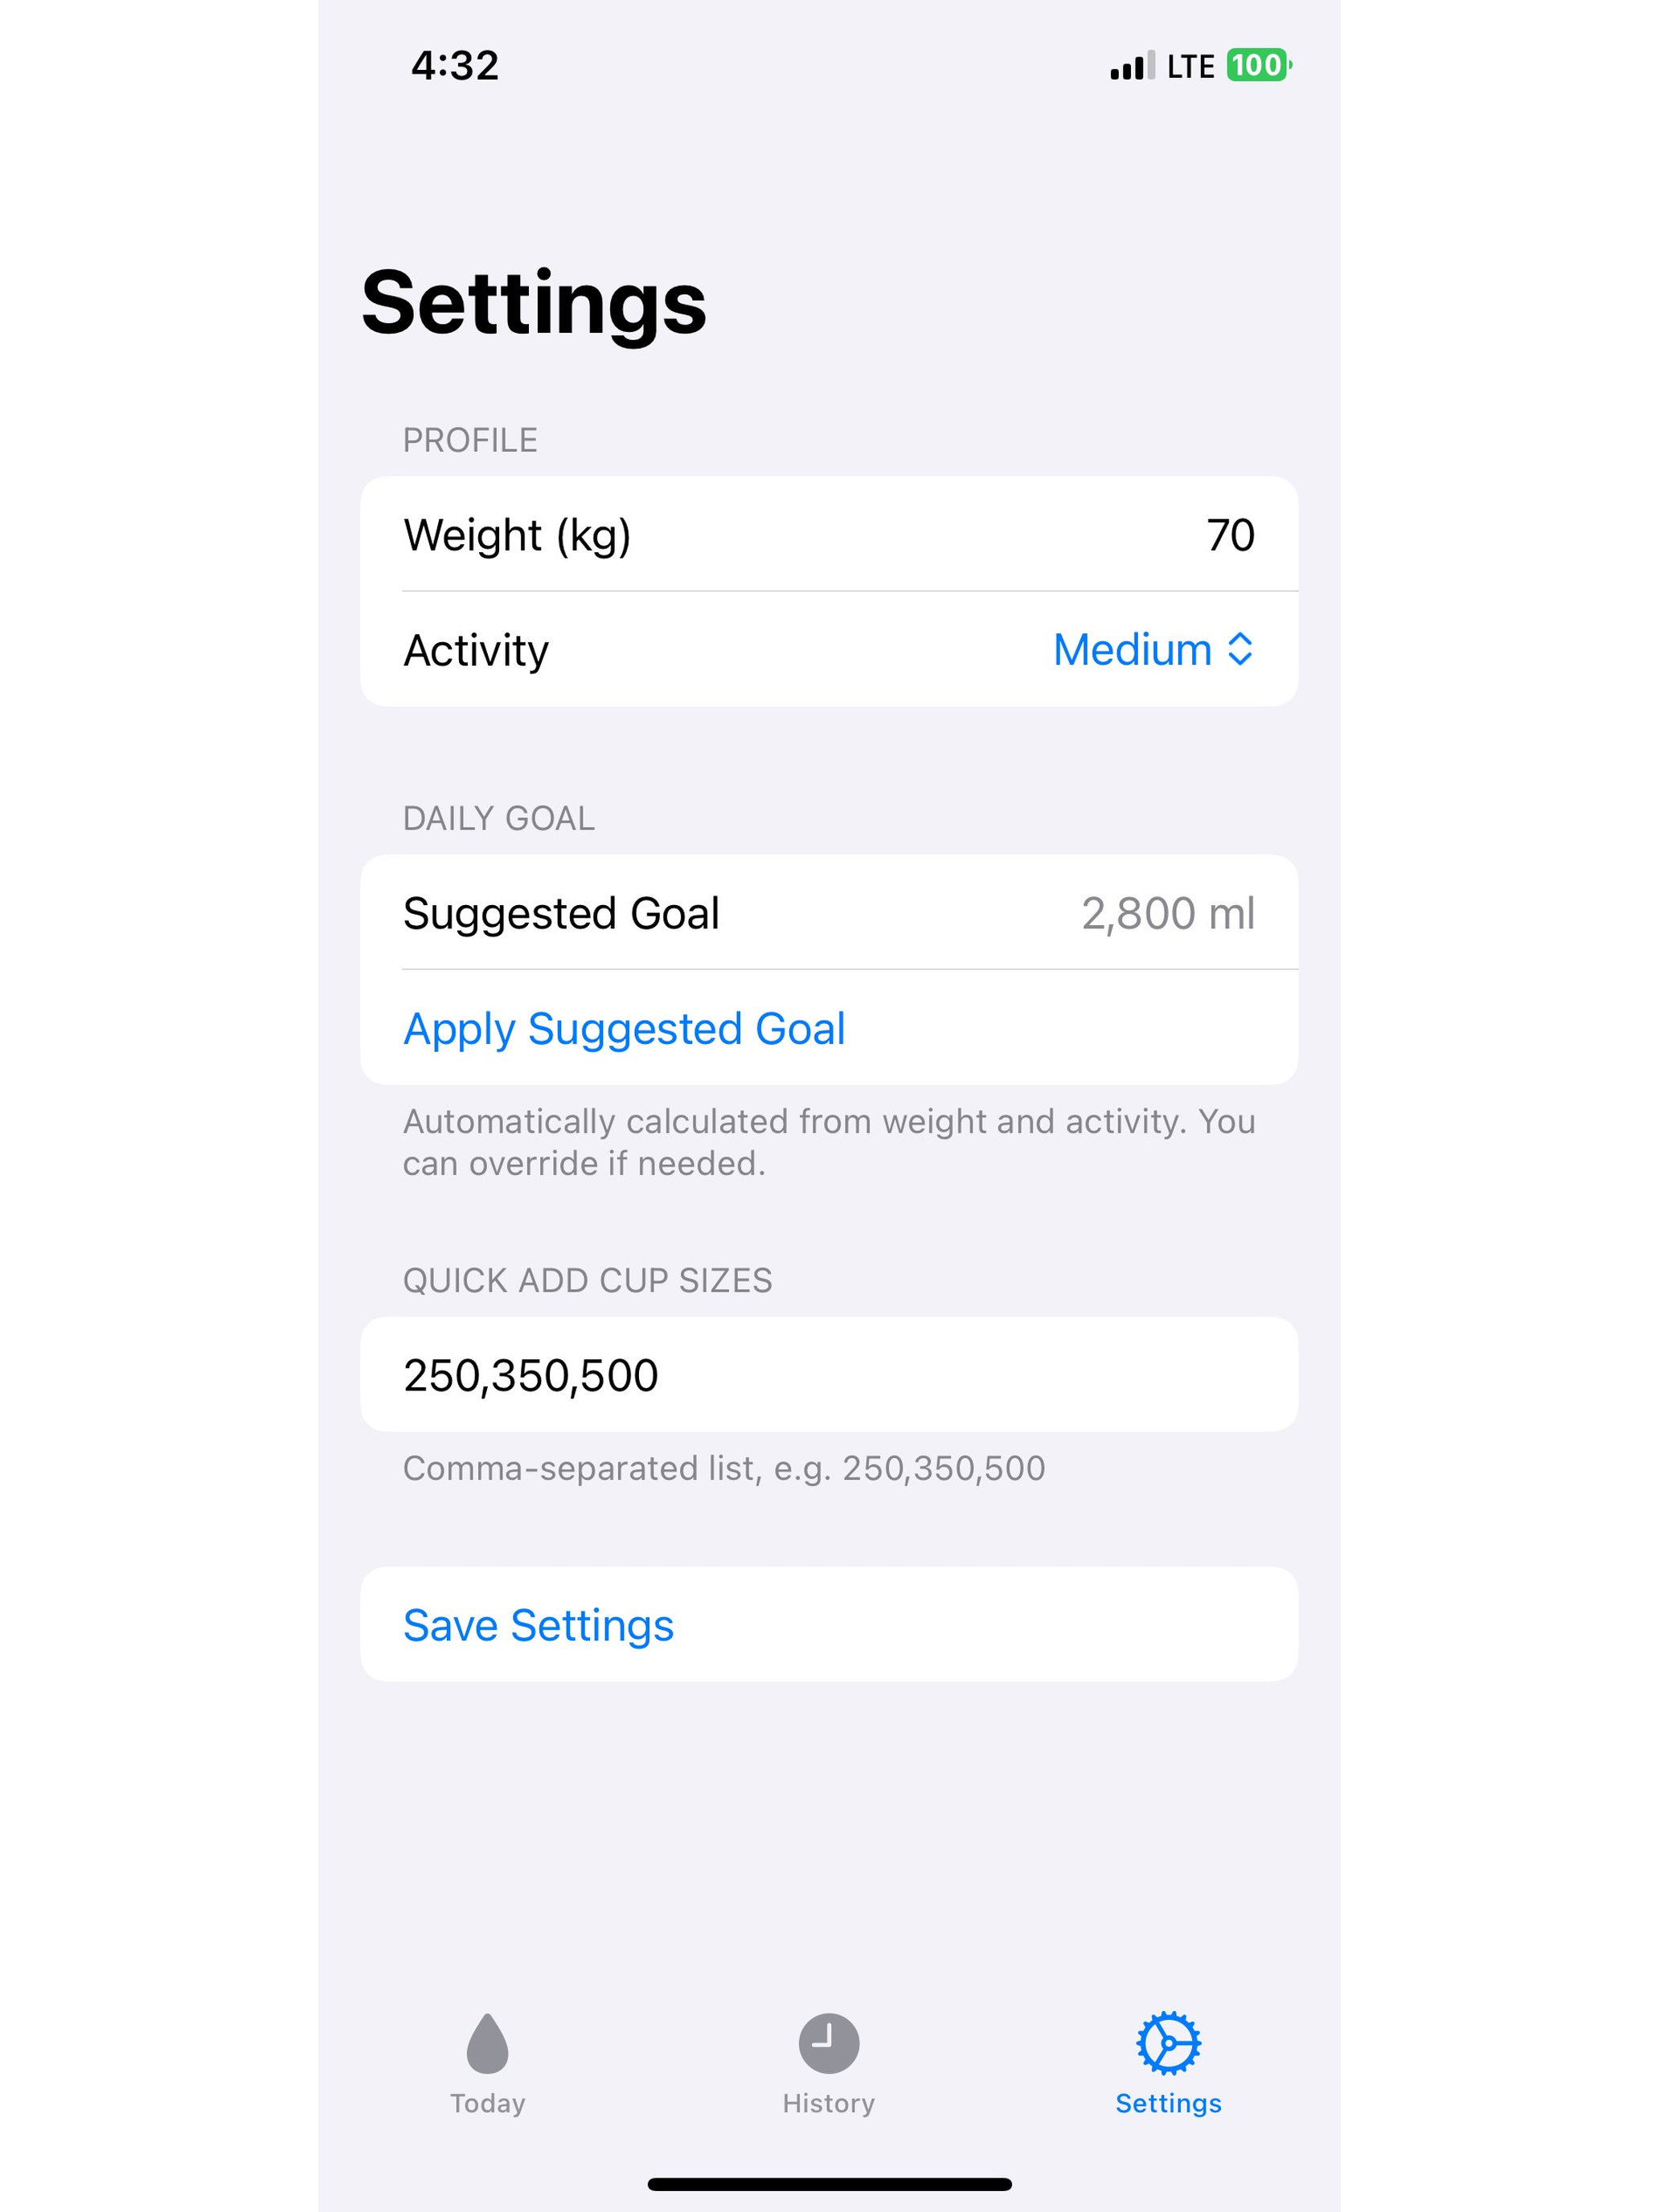 4:32 LTE 100
Settings
PROFILE
Weight (kg) 70
Activity Medium
DAILY GOAL
Suggested Goal 2,800 ml
Apply Suggested Goal
Automatically calculated from weight and activity. You
can override if needed.
QUICK ADD CUP SIZES
250,350,500
Comma-separated list, e.g. 250,350,500
Save Settings
Today History Settings